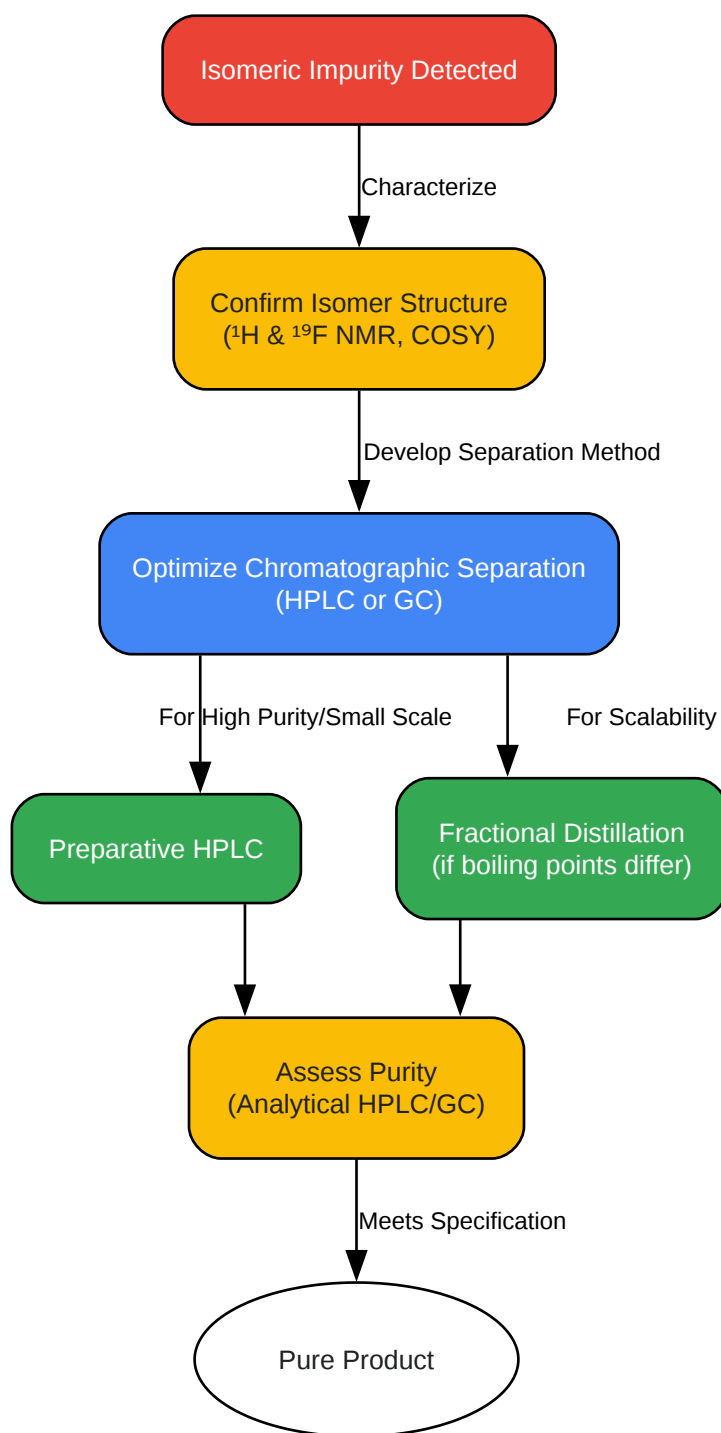 Isomeric Impurity Detected
Characterize
Confirm Isomer Structure
(¹H & ¹⁹F NMR, COSY)
Develop Separation Method
Optimize Chromatographic Separation
(HPLC or GC)
For High Purity/Small Scale
For Scalability
Preparative HPLC
Fractional Distillation
(if boiling points differ)
Assess Purity
(Analytical HPLC/GC)
Meets Specification
Pure Product